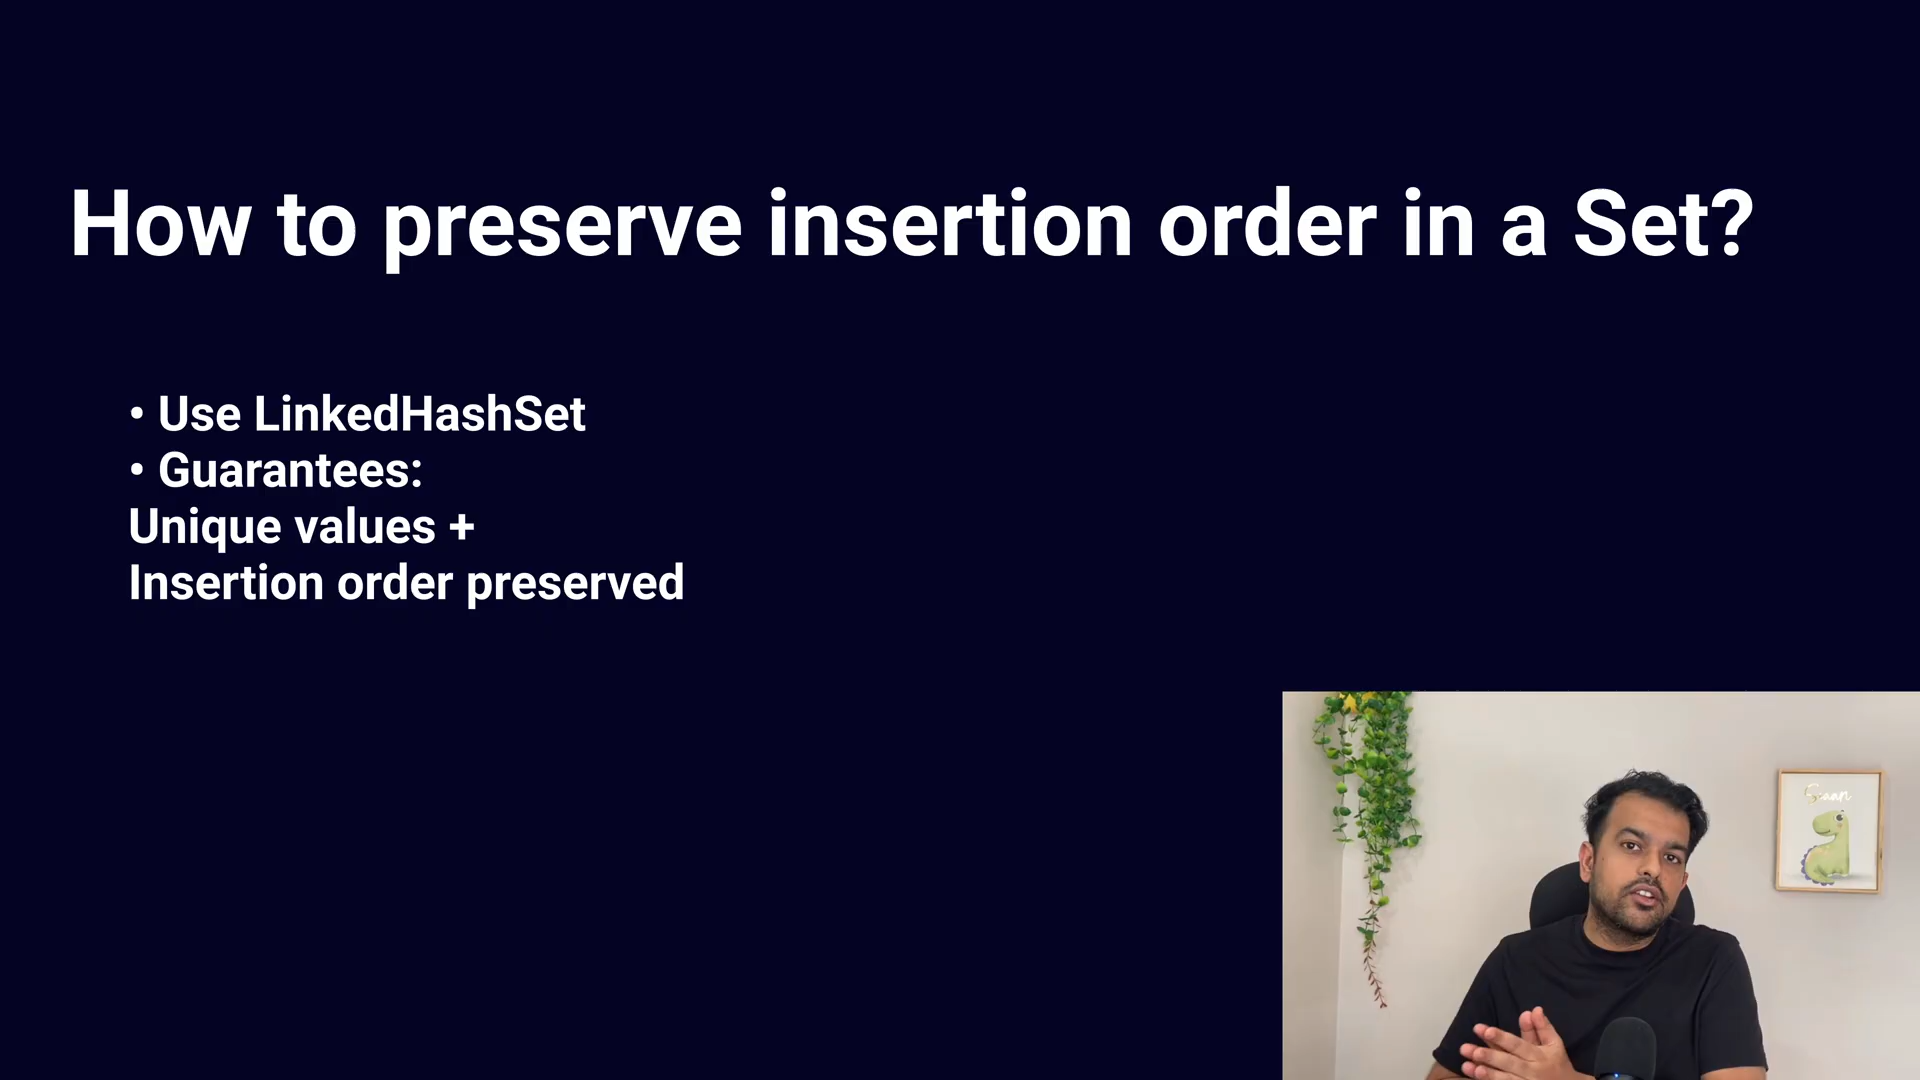 How to preserve insertion order in a Set?
• Use LinkedHashSet
• Guarantees:
Unique values +
Insertion order preserved